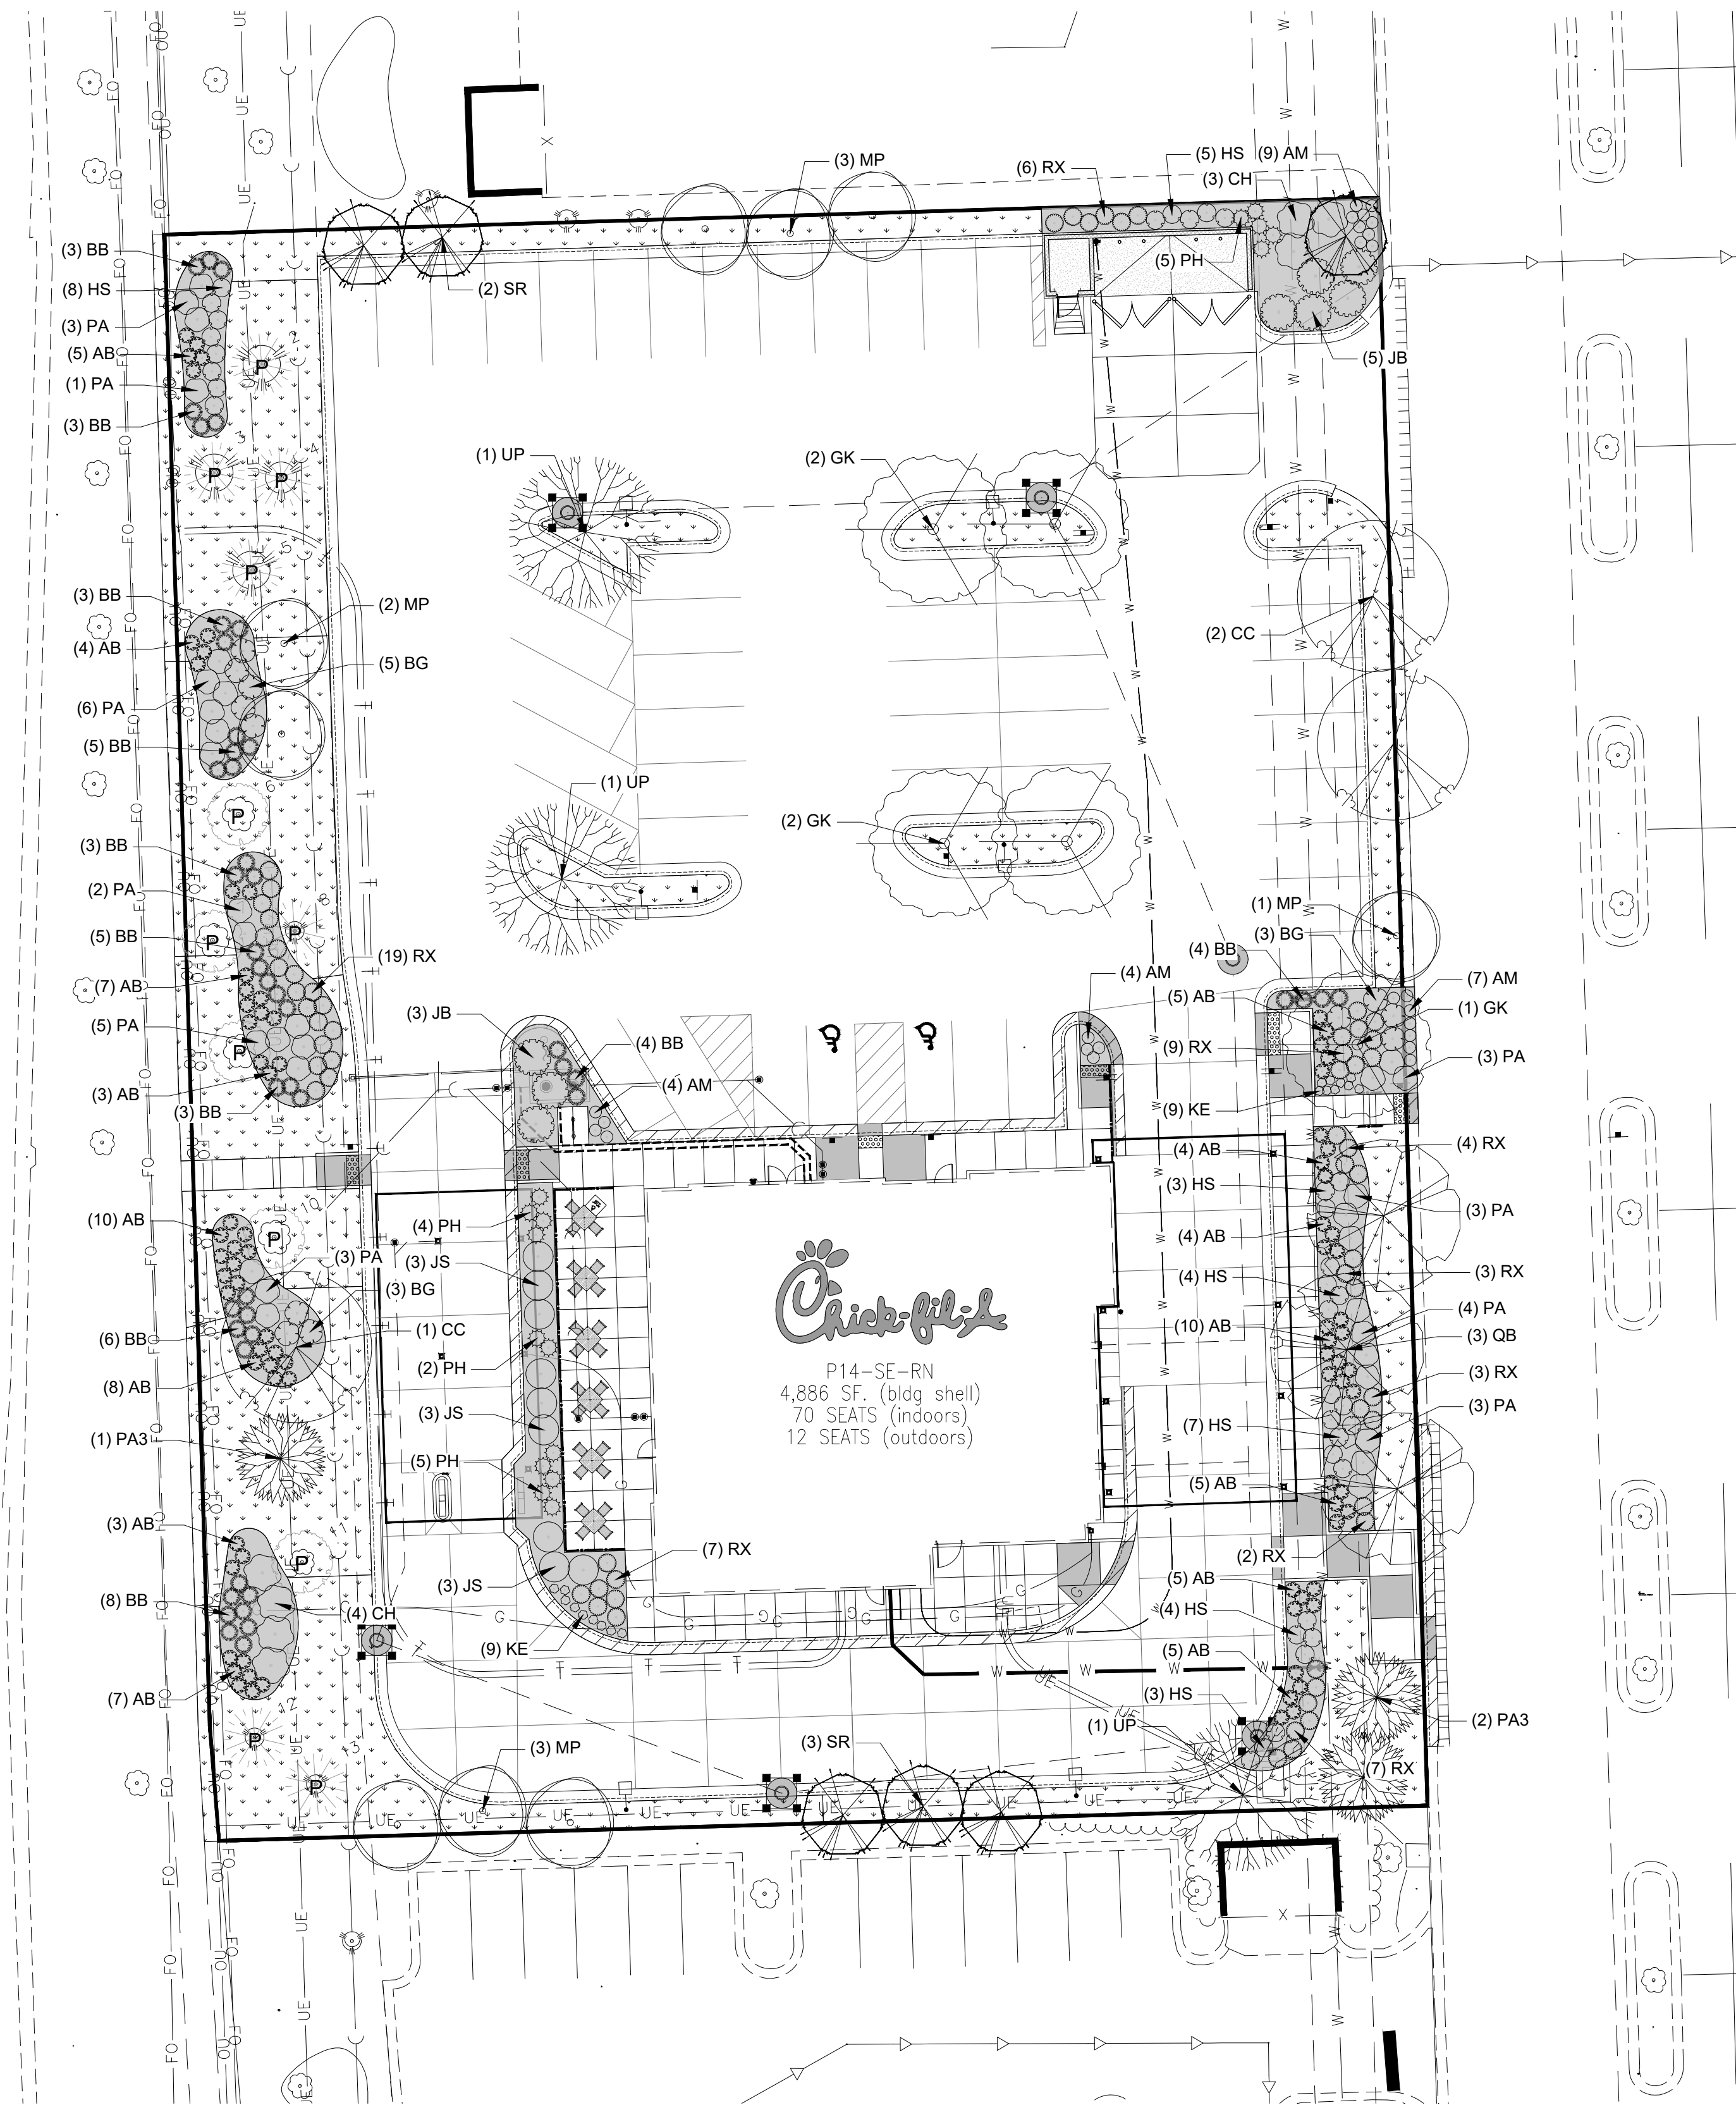 (3) MP
(6) RX
(5) HS
(9) AM
(3) CH
(5) PH
(2) SR
(5) JB
(3) BB
(8) HS
(3) PA
(5) AB
(1) PA
(3) BB
(1) UP
(2) GK
(3) BB
(4) AB
(2) MP
(5) BG
(6) PA
(5) BB
(2) CC
(1) UP
(2) GK
(3) BB
(2) PA
(5) BB
(19) RX
(7) AB
(5) PA
(3) AB
(3) BB
(1) MP
(3) BG
(4) BB
(4) AM
(7) AM
(5) AB
(1) GK
(3) JB
(4) BB
(9) RX
(3) PA
(4) AM
(9) KE
(4) AB
(4) RX
(3) HS
(3) PA
(4) AB
(3) RX
(4) HS
(4) PA
(10) AB
(3) QB
(3) RX
(3) PA
(7) HS
(5) AB
(2) RX
(10) AB
(4) PH
(3) PA
(3) JS
(3) BG
(6) BB
(1) CC
(2) PH
(8) AB
(3) JS
(1) PA3
(5) PH
Chick-fil-A
P14-SE-RN
4,886 SF. (bldg shell)
70 SEATS (indoors)
12 SEATS (outdoors)
(3) AB
(7) RX
(3) JS
(8) BB
(4) CH
(9) KE
(7) AB
(5) AB
(4) HS
(5) AB
(3) HS
(1) UP
(2) PA3
(7) RX
(3) MP
(3) SR